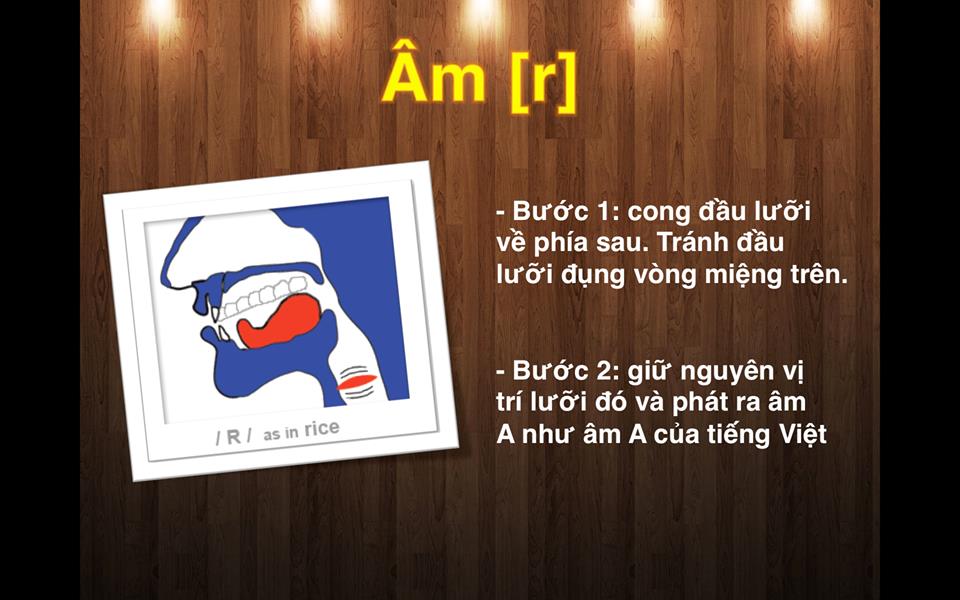 Âm [r]
- Bước 1: cong đầu lưỡi
về phía sau. Tránh đầu
lưỡi đụng vòng miệng trên.
- Bước 2: giữ nguyên vị
trí lưỡi đó và phát ra âm
A như âm A của tiếng Việt
/ R / as in rice